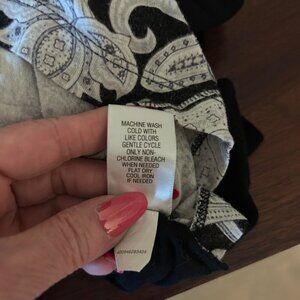 MACHINE WASH
COLD WITH
LIKE COLORS
GENTLE CYCLE
ONLY NON-
CHLORINE BLEACH
WHEN NEEDED
FLAT DRY
COOL IRON
IF NEEDED